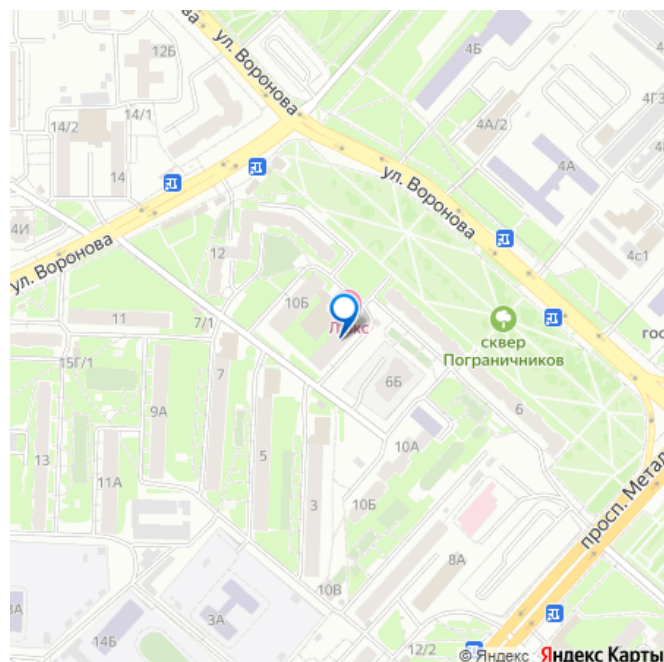 12Б
ул. Воронова
4Б
14/1
14/2
4А/2
4А
14
ул. Воронова
4И
ул. Воронова
12
4с1
10Б
11
7/1
сквер
Пограничников
15Г/1
7
6Б
9А
6
10А
5
13
11А
3
10Б
8А
10В
3А
14Б
12/2
© Яндекс
Яндекс Карты